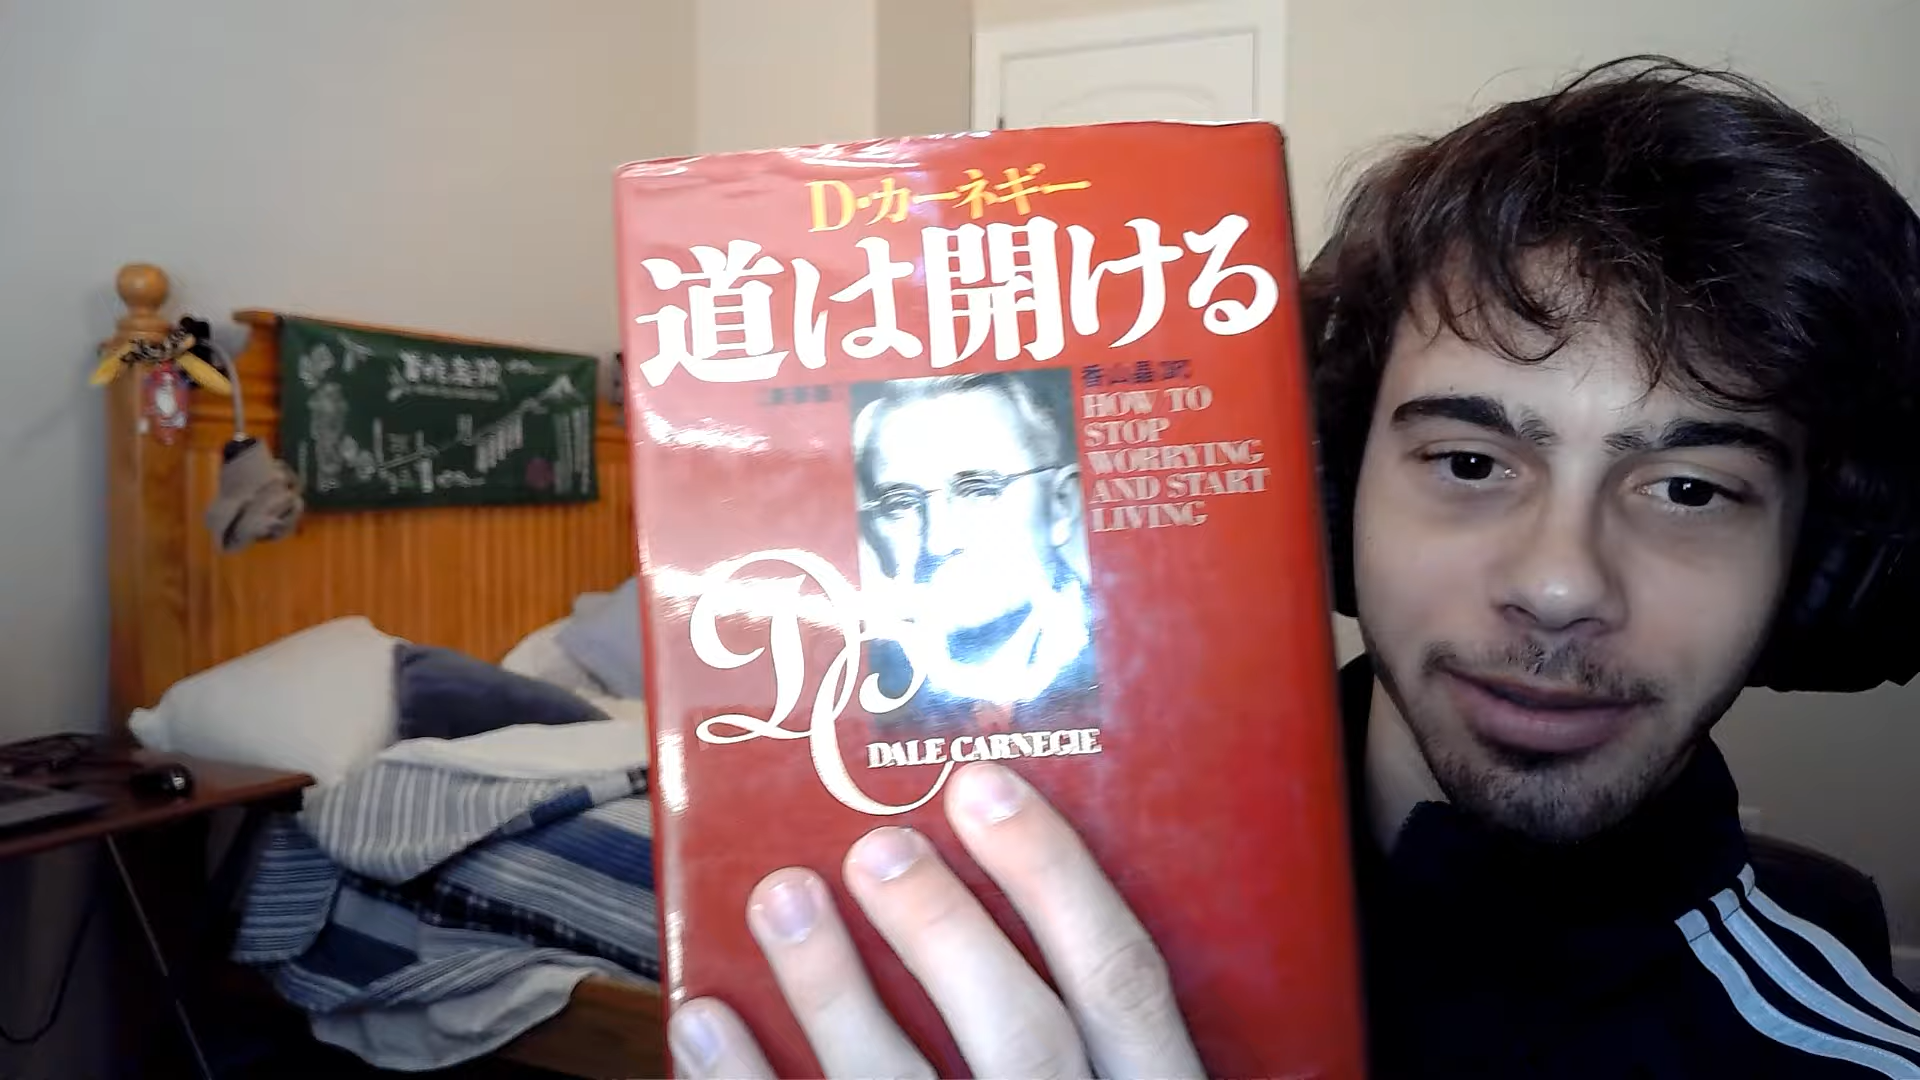 D・カーネギー
道は開ける
香山晶 訳
HOW TO
STOP
WORRYING
AND START
LIVING
DALE CARNEGIE